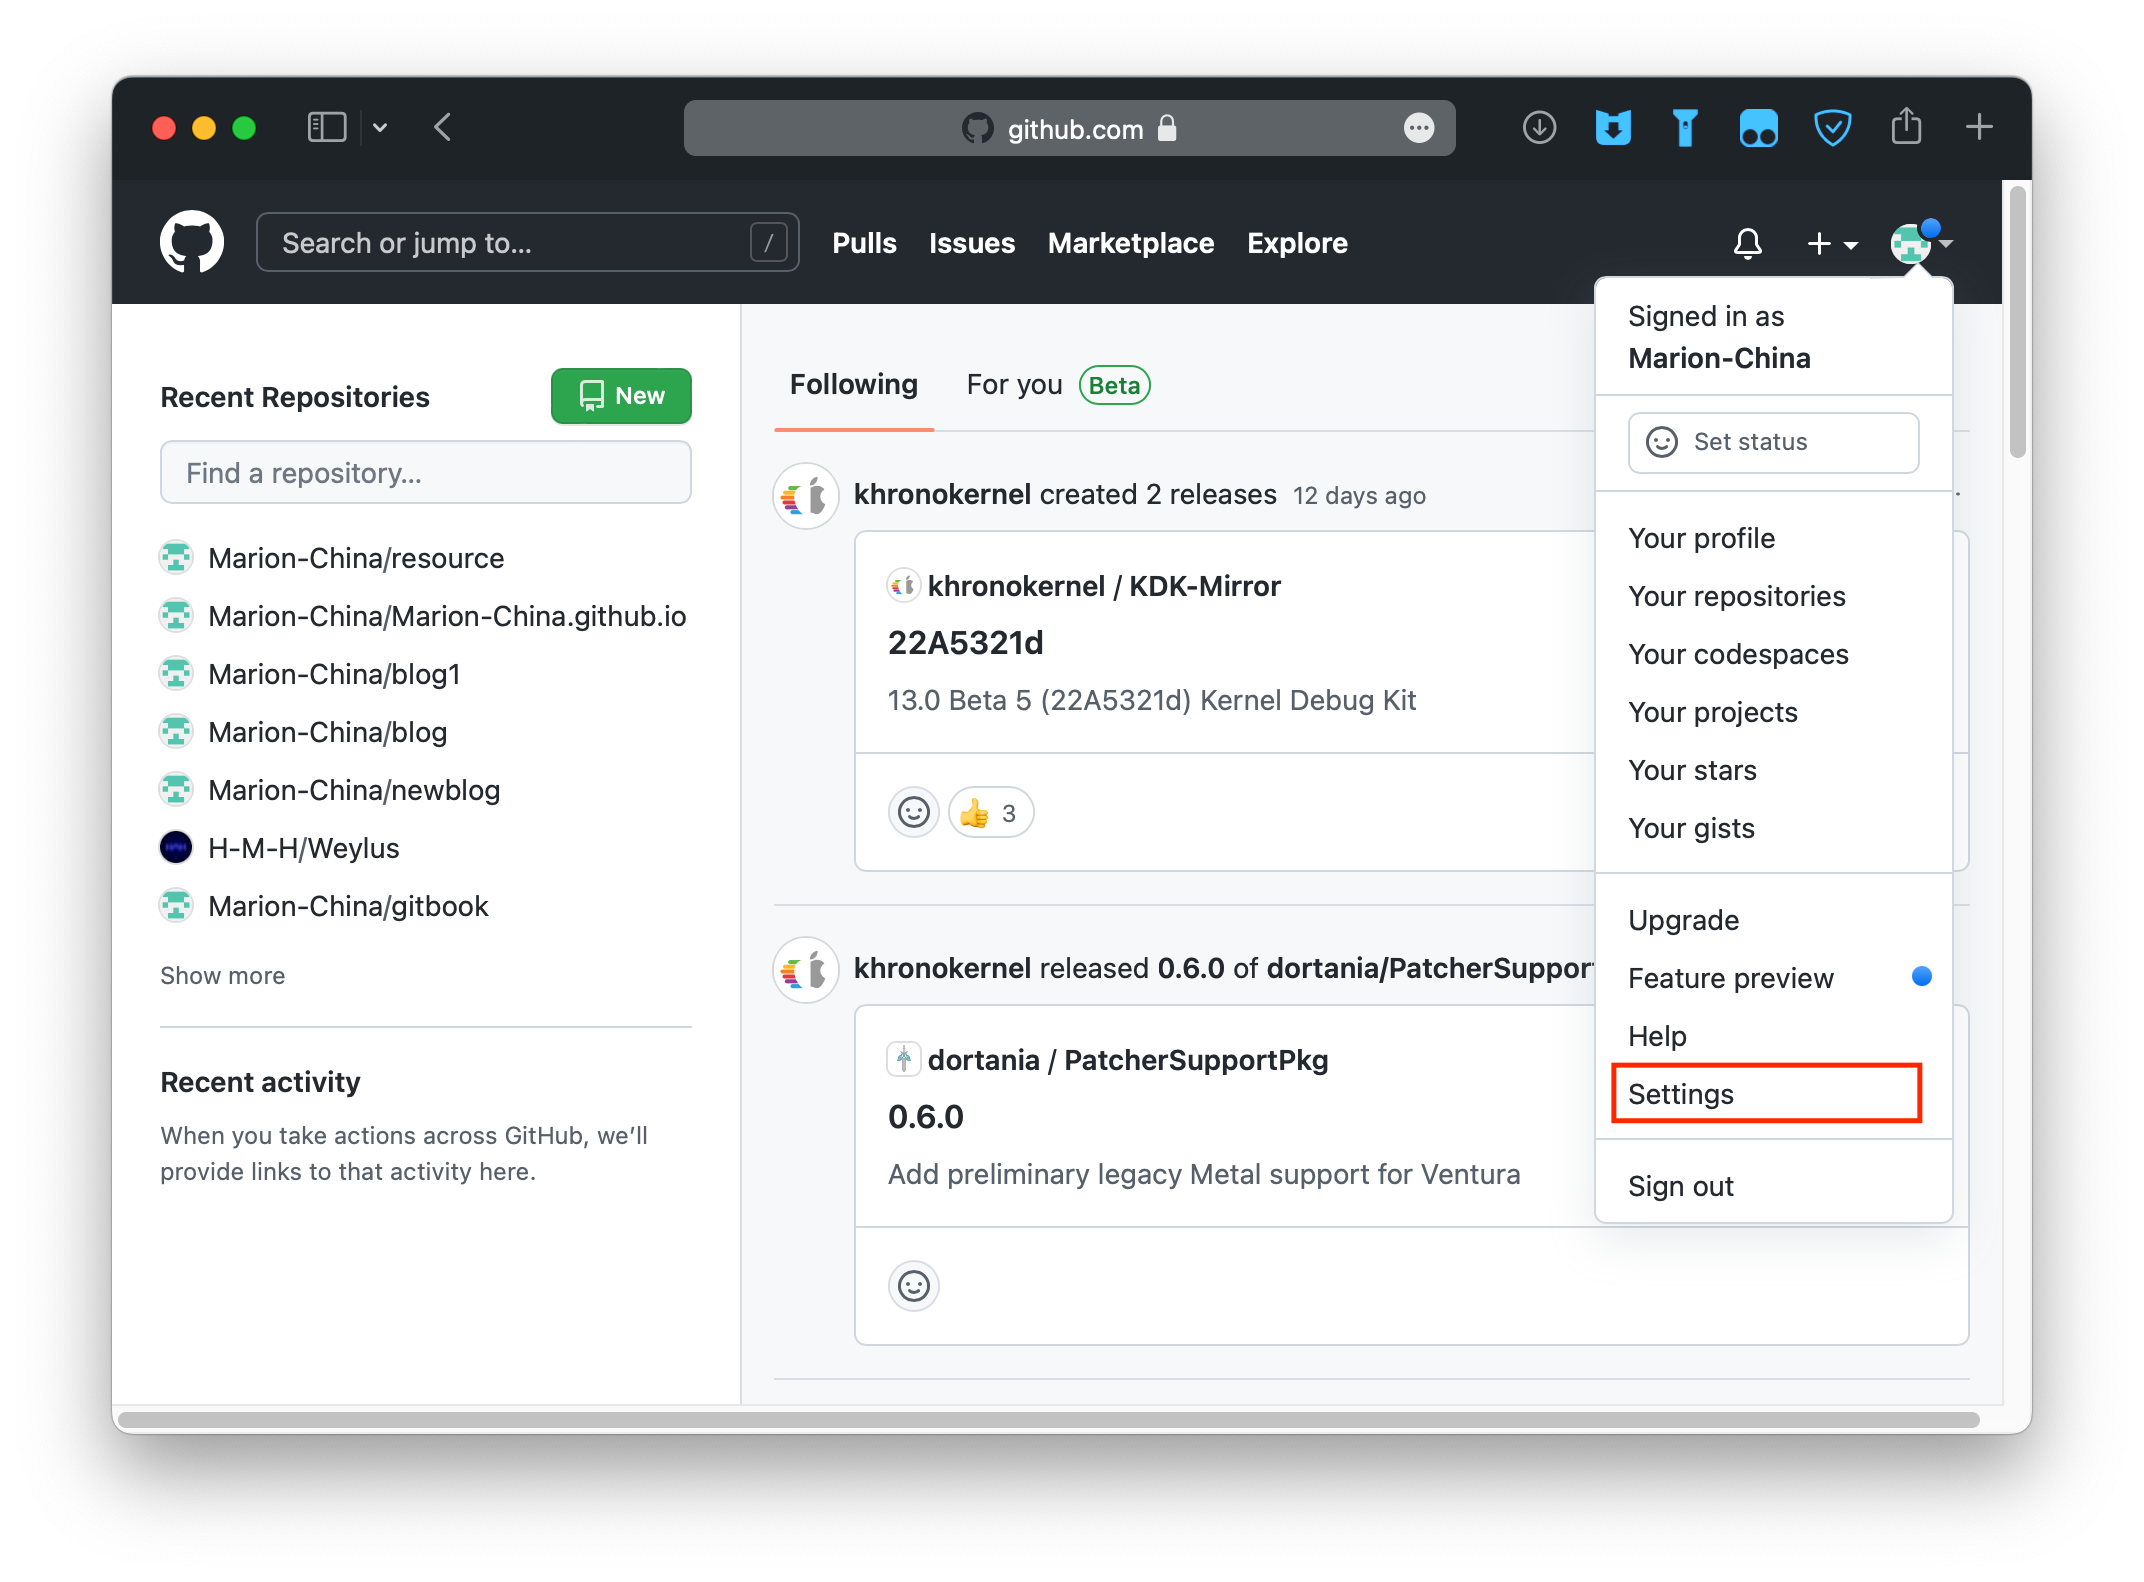 github.com
Search or jump to...
/
Pulls
Issues
Marketplace
Explore
Recent Repositories
New
Find a repository...
Marion-China/resource
Marion-China/Marion-China.github.io
Marion-China/blog1
Marion-China/blog
Marion-China/newblog
H-M-H/Weylus
Marion-China/gitbook
Show more
Recent activity
When you take actions across GitHub, we’ll
provide links to that activity here.
Following
For you
Beta
khronokernel created 2 releases 12 days ago
khronokernel / KDK-Mirror
22A5321d
13.0 Beta 5 (22A5321d) Kernel Debug Kit
3
khronokernel released 0.6.0 of dortania/PatcherSuppor
dortania / PatcherSupportPkg
0.6.0
Add preliminary legacy Metal support for Ventura
Signed in as
Marion-China
Set status
Your profile
Your repositories
Your codespaces
Your projects
Your stars
Your gists
Upgrade
Feature preview
Help
Settings
Sign out